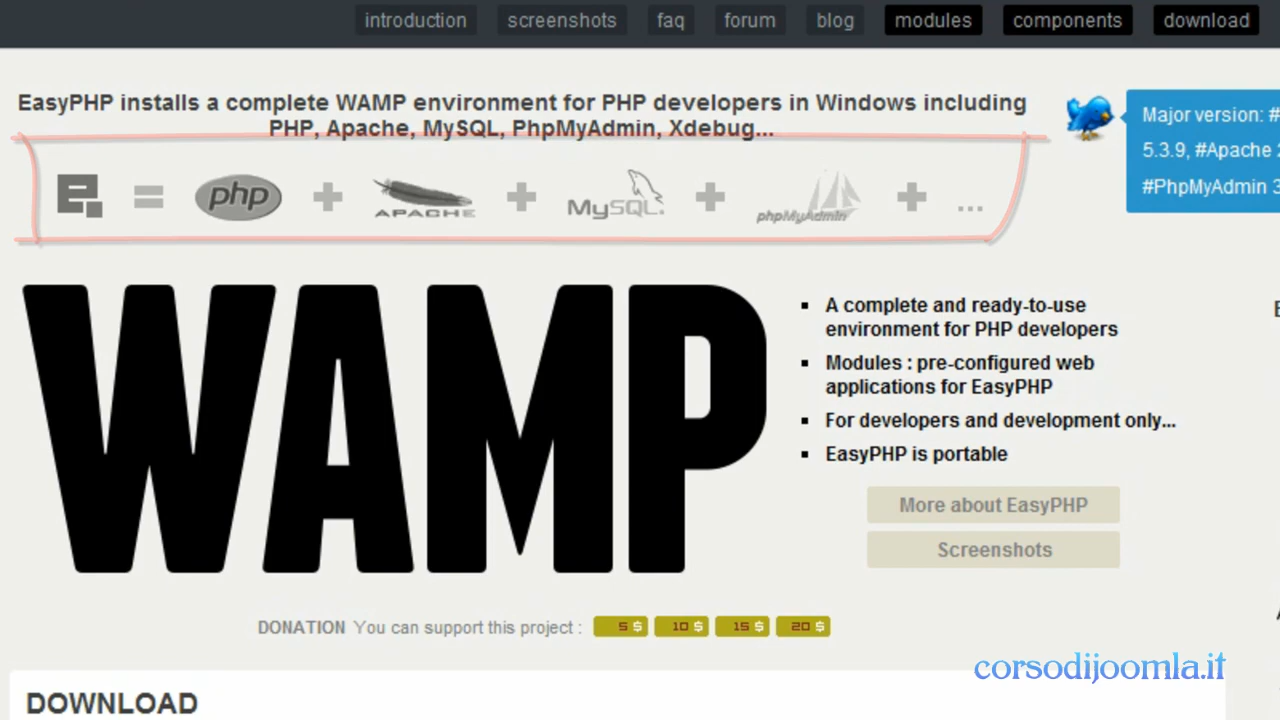 introduction screenshots faq forum blog modules components download
EasyPHP installs a complete WAMP environment for PHP developers in Windows including
PHP, Apache, MySQL, PhpMyAdmin, Xdebug...
Major version: #
5.3.9, #Apache 2
#PhpMyAdmin 3
php APACHE MySQL. phpMyAdmin ...
WAMP
A complete and ready-to-use
environment for PHP developers
Modules : pre-configured web
applications for EasyPHP
For developers and development only...
EasyPHP is portable
More about EasyPHP
Screenshots
DONATION You can support this project : 5 $ 10 $ 15 $ 20 $
corsodijoomla.it
DOWNLOAD